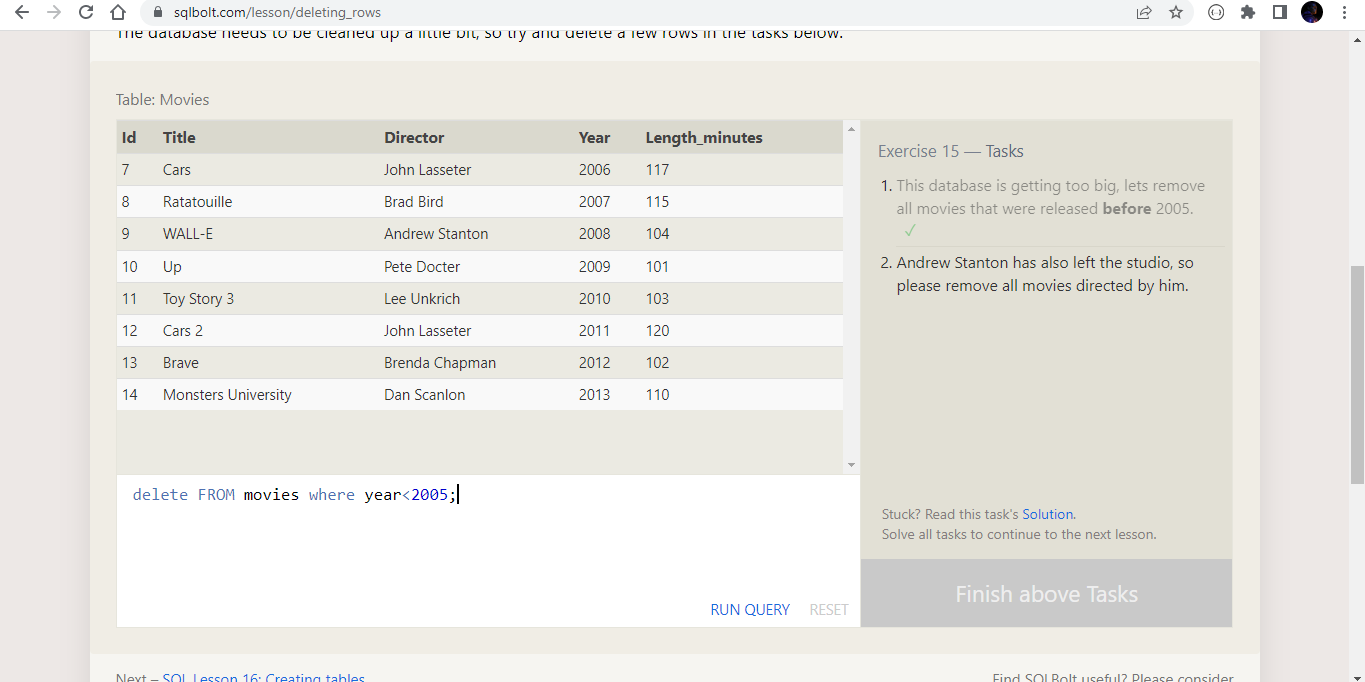 sqlbolt.com/lesson/deleting_rows
The database needs to be cleaned up a little bit, so try and delete a few rows in the tasks below.
Table: Movies
Id Title Director Year Length_minutes
7 Cars John Lasseter 2006 117
8 Ratatouille Brad Bird 2007 115
9 WALL-E Andrew Stanton 2008 104
10 Up Pete Docter 2009 101
11 Toy Story 3 Lee Unkrich 2010 103
12 Cars 2 John Lasseter 2011 120
13 Brave Brenda Chapman 2012 102
14 Monsters University Dan Scanlon 2013 110
delete FROM movies where year<2005;
RUN QUERY RESET
Exercise 15 — Tasks
1. This database is getting too big, lets remove
all movies that were released before 2005.
✓
2. Andrew Stanton has also left the studio, so
please remove all movies directed by him.
Stuck? Read this task's Solution.
Solve all tasks to continue to the next lesson.
Finish above Tasks
Next – SQL Lesson 16: Creating tables
Find SQLBolt useful? Please consider